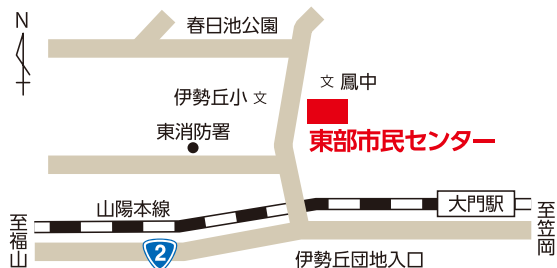 N
春日池公園
文 鳳中
伊勢丘小 文
東消防署
東部市民センター
山陽本線
大門駅
至福山
至笠岡
2
伊勢丘団地入口